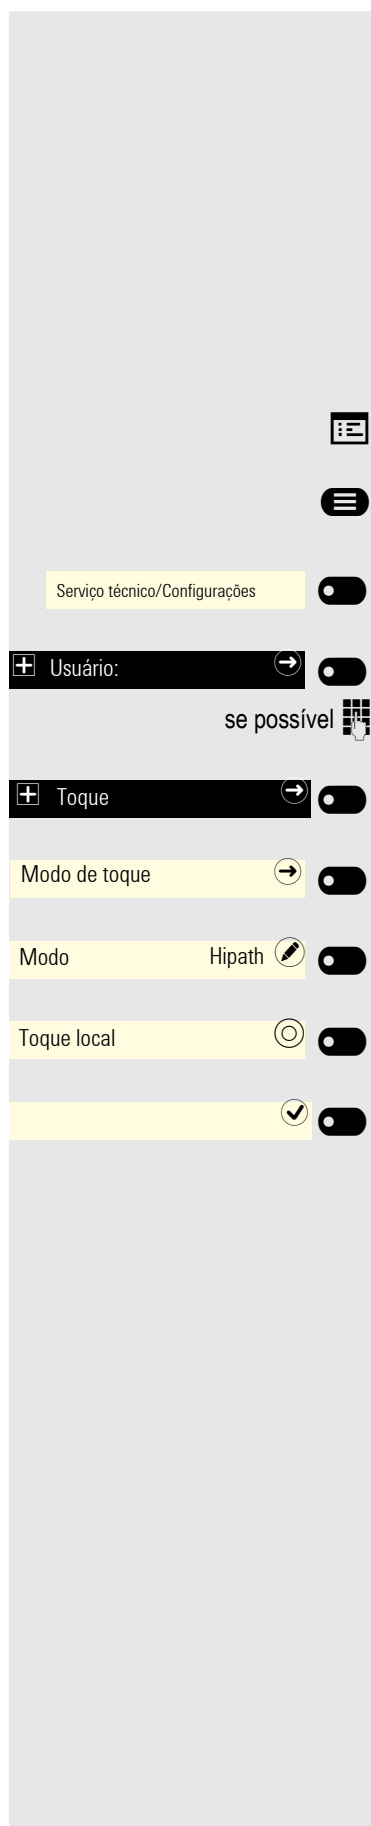 Serviço técnico/Configurações
Usuário:
se possível
Toque
Modo de toque
Modo Hipath
Toque local